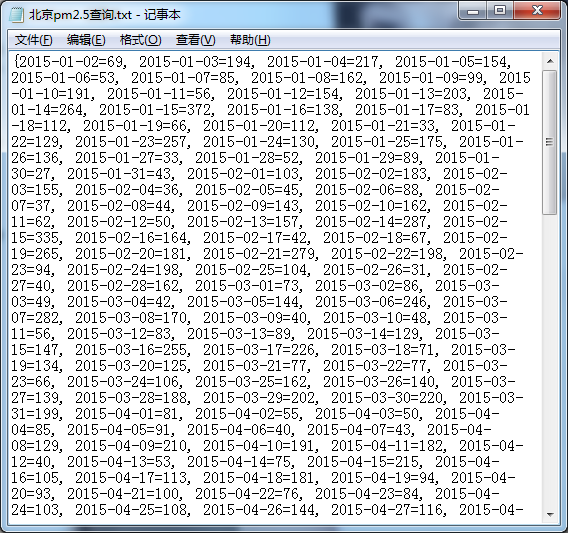 北京pm2.5查询.txt - 记事本
文件(F) 编辑(E) 格式(O) 查看(V) 帮助(H)
{2015-01-02=69, 2015-01-03=194, 2015-01-04=217, 2015-01-05=154,
2015-01-06=53, 2015-01-07=85, 2015-01-08=162, 2015-01-09=99, 2015
-01-10=191, 2015-01-11=56, 2015-01-12=154, 2015-01-13=203, 2015-
01-14=264, 2015-01-15=372, 2015-01-16=138, 2015-01-17=83, 2015-01
-18=112, 2015-01-19=66, 2015-01-20=112, 2015-01-21=33, 2015-01-
22=129, 2015-01-23=257, 2015-01-24=130, 2015-01-25=175, 2015-01-
26=136, 2015-01-27=33, 2015-01-28=52, 2015-01-29=89, 2015-01-
30=27, 2015-01-31=43, 2015-02-01=103, 2015-02-02=183, 2015-02-
03=155, 2015-02-04=36, 2015-02-05=45, 2015-02-06=88, 2015-02-
07=37, 2015-02-08=44, 2015-02-09=143, 2015-02-10=162, 2015-02-
11=62, 2015-02-12=50, 2015-02-13=157, 2015-02-14=287, 2015-02-
15=335, 2015-02-16=164, 2015-02-17=42, 2015-02-18=67, 2015-02-
19=265, 2015-02-20=181, 2015-02-21=279, 2015-02-22=198, 2015-02-
23=94, 2015-02-24=198, 2015-02-25=104, 2015-02-26=31, 2015-02-
27=40, 2015-02-28=162, 2015-03-01=73, 2015-03-02=86, 2015-03-
03=49, 2015-03-04=42, 2015-03-05=144, 2015-03-06=246, 2015-03-
07=282, 2015-03-08=170, 2015-03-09=40, 2015-03-10=48, 2015-03-
11=56, 2015-03-12=83, 2015-03-13=89, 2015-03-14=129, 2015-03-
15=147, 2015-03-16=255, 2015-03-17=226, 2015-03-18=71, 2015-03-
19=134, 2015-03-20=125, 2015-03-21=77, 2015-03-22=77, 2015-03-
23=66, 2015-03-24=106, 2015-03-25=162, 2015-03-26=140, 2015-03-
27=139, 2015-03-28=188, 2015-03-29=202, 2015-03-30=220, 2015-03-
31=199, 2015-04-01=81, 2015-04-02=55, 2015-04-03=50, 2015-04-
04=85, 2015-04-05=91, 2015-04-06=40, 2015-04-07=43, 2015-04-
08=129, 2015-04-09=210, 2015-04-10=191, 2015-04-11=182, 2015-04-
12=40, 2015-04-13=53, 2015-04-14=75, 2015-04-15=215, 2015-04-
16=105, 2015-04-17=113, 2015-04-18=181, 2015-04-19=94, 2015-04-
20=93, 2015-04-21=100, 2015-04-22=76, 2015-04-23=84, 2015-04-
24=103, 2015-04-25=108, 2015-04-26=144, 2015-04-27=116, 2015-04-